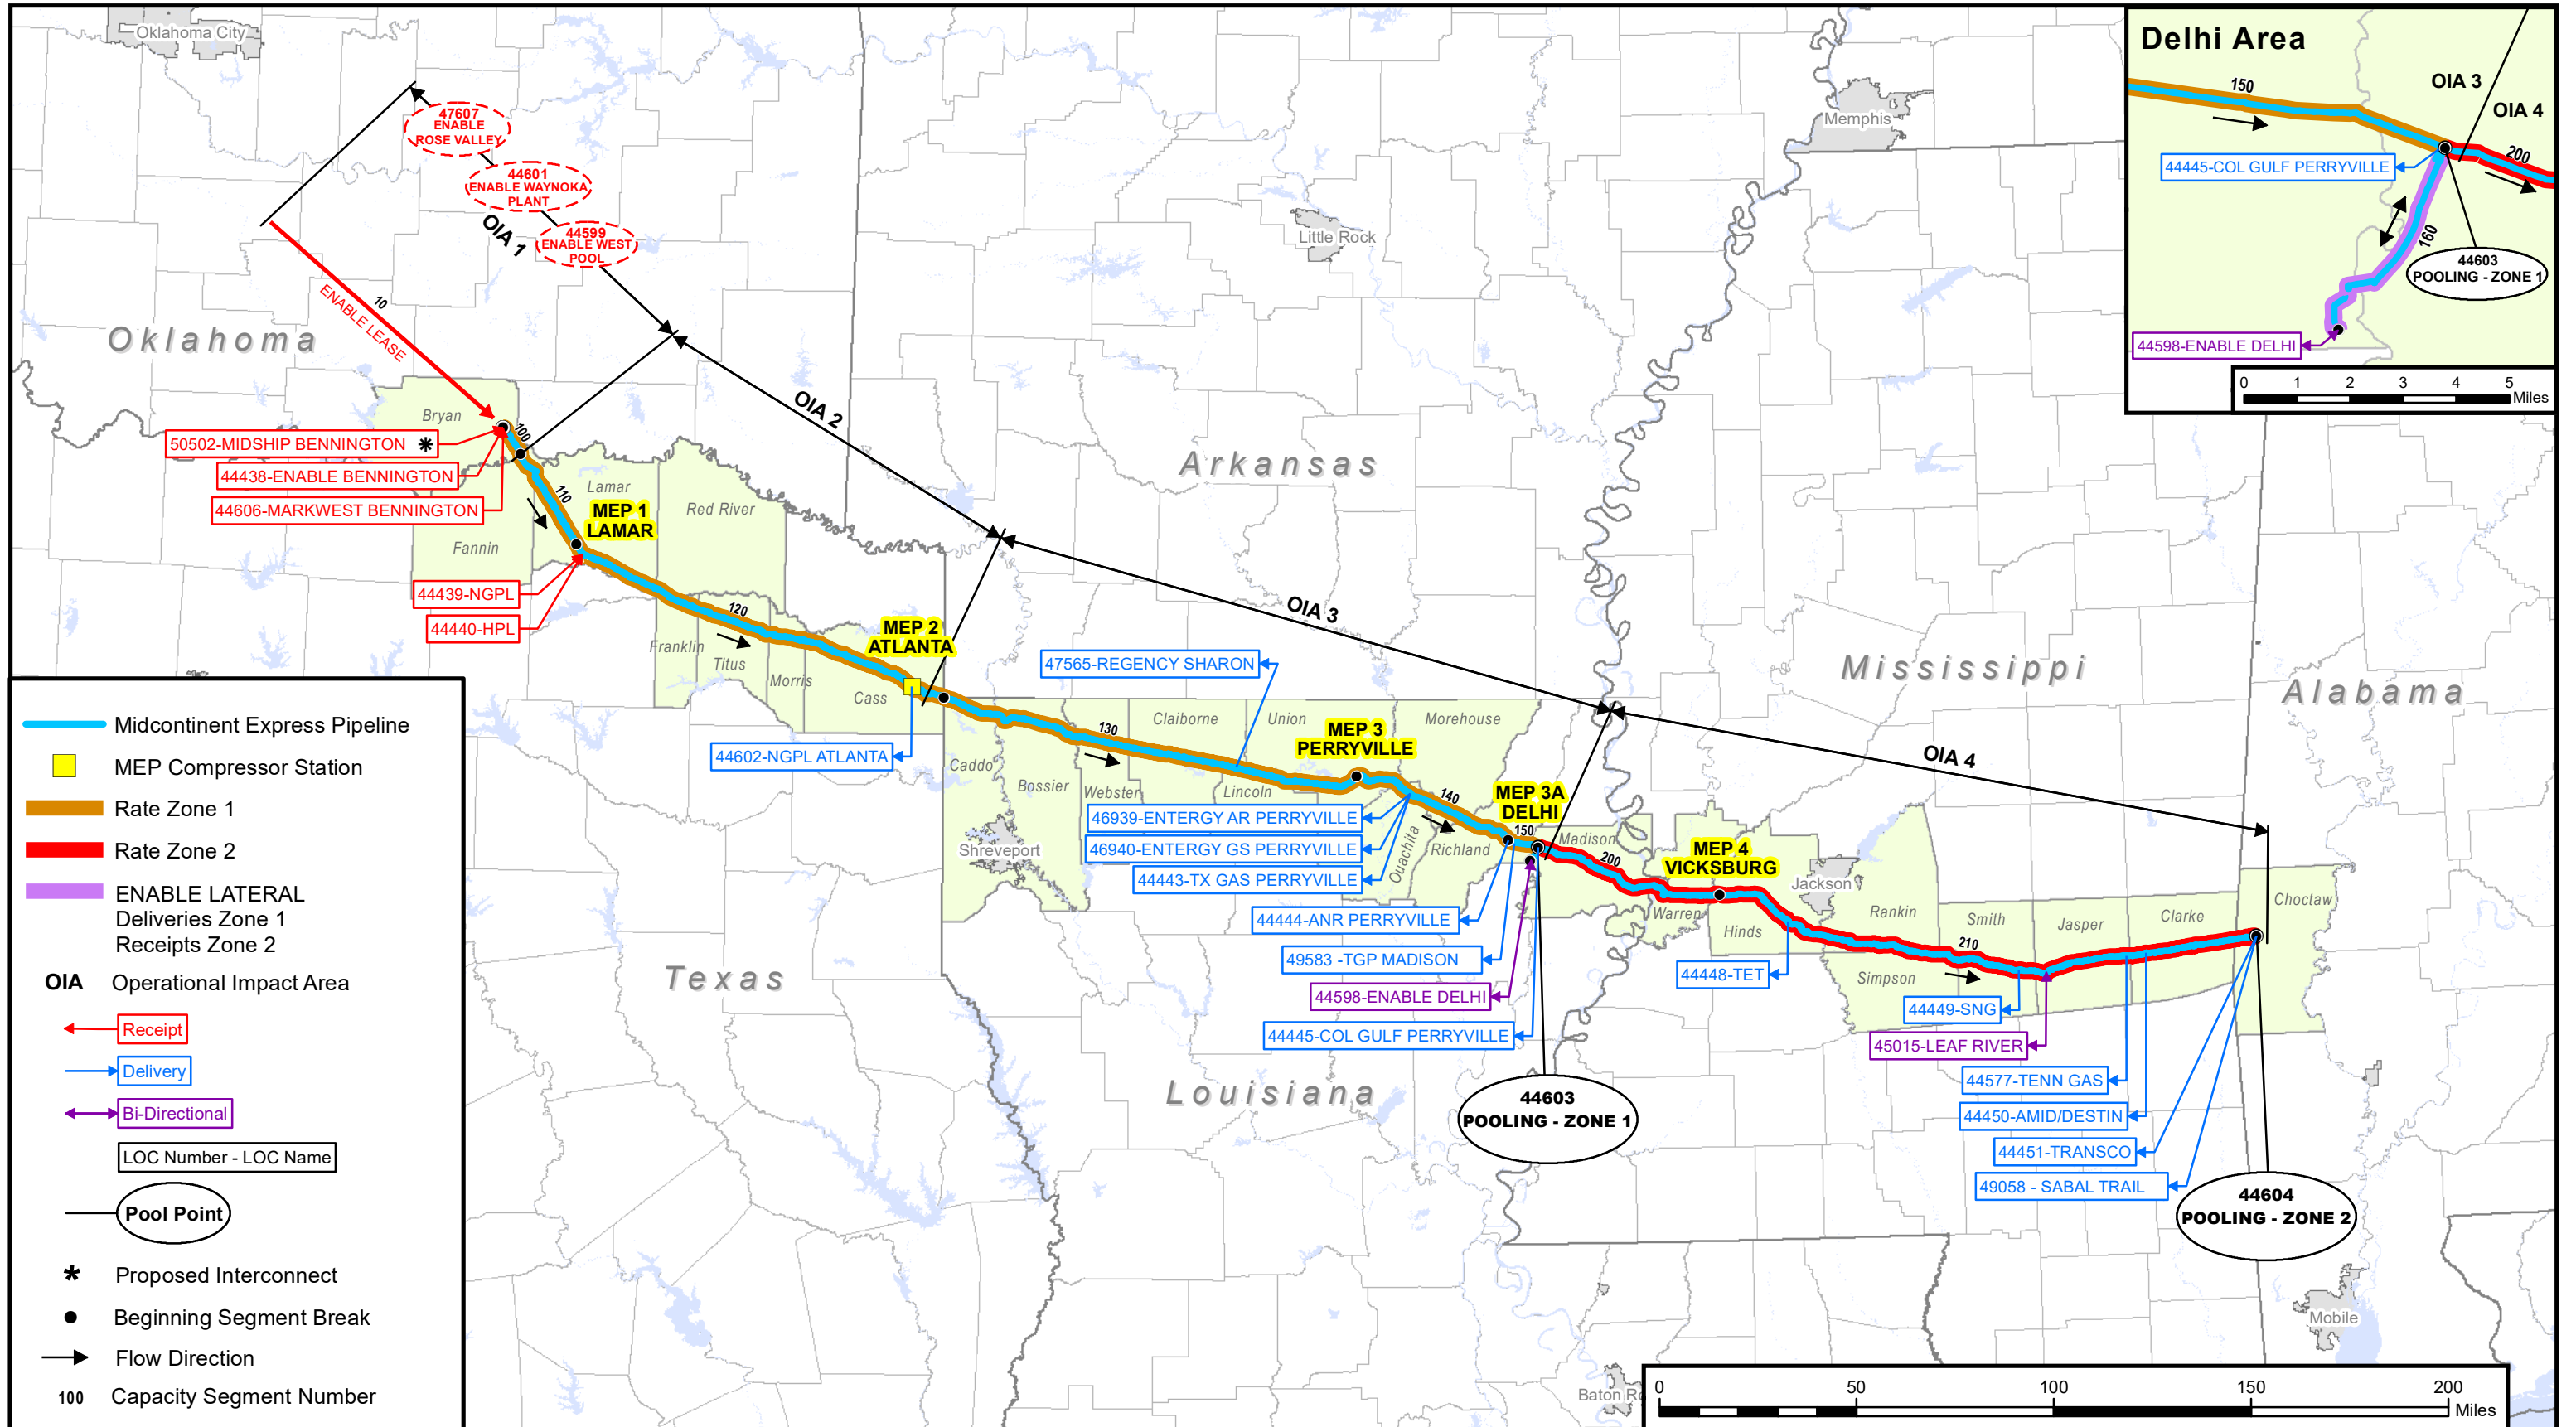 Oklahoma City
47607
ENABLE
ROSE VALLEY
44601
ENABLE WAYNOKA
PLANT
44599
ENABLE WEST
POOL
OIA 1
10
ENABLE LEASE
Oklahoma
OIA 2
Memphis
Little Rock
Arkansas
Delhi Area
150
OIA 3
OIA 4
200
44445-COL GULF PERRYVILLE
160
44603
POOLING - ZONE 1
44598-ENABLE DELHI
0 1 2 3 4 5
Miles
Bryan
100
50502-MIDSHIP BENNINGTON *
44438-ENABLE BENNINGTON
44606-MARKWEST BENNINGTON
110
Lamar
Red River
MEP 1
LAMAR
Fannin
44439-NGPL
44440-HPL
120
Franklin
Titus
Morris
Cass
MEP 2
ATLANTA
44602-NGPL ATLANTA
OIA 3
47565-REGENCY SHARON
Mississippi
Alabama
OIA 4
130
Claiborne
Union
Morehouse
MEP 3
PERRYVILLE
Caddo
Bossier
Webster
Lincoln
Shreveport
140
MEP 3A
DELHI
150
Madison
Ouachita
Richland
200
46939-ENTERGY AR PERRYVILLE
46940-ENTERGY GS PERRYVILLE
44443-TX GAS PERRYVILLE
44444-ANR PERRYVILLE
49583 -TGP MADISON
44598-ENABLE DELHI
44445-COL GULF PERRYVILLE
MEP 4
VICKSBURG
Jackson
Warren
Hinds
Rankin
Smith
Jasper
Clarke
Choctaw
Simpson
210
44448-TET
44449-SNG
45015-LEAF RIVER
44577-TENN GAS
44450-AMID/DESTIN
44451-TRANSCO
49058 - SABAL TRAIL
44603
POOLING - ZONE 1
44604
POOLING - ZONE 2
Texas
Louisiana
Mobile
Baton
0 50 100 150 200
Miles
Midcontinent Express Pipeline
MEP Compressor Station
Rate Zone 1
Rate Zone 2
ENABLE LATERAL
Deliveries Zone 1
Receipts Zone 2
OIA Operational Impact Area
Receipt
Delivery
Bi-Directional
LOC Number - LOC Name
Pool Point
* Proposed Interconnect
Beginning Segment Break
Flow Direction
100 Capacity Segment Number